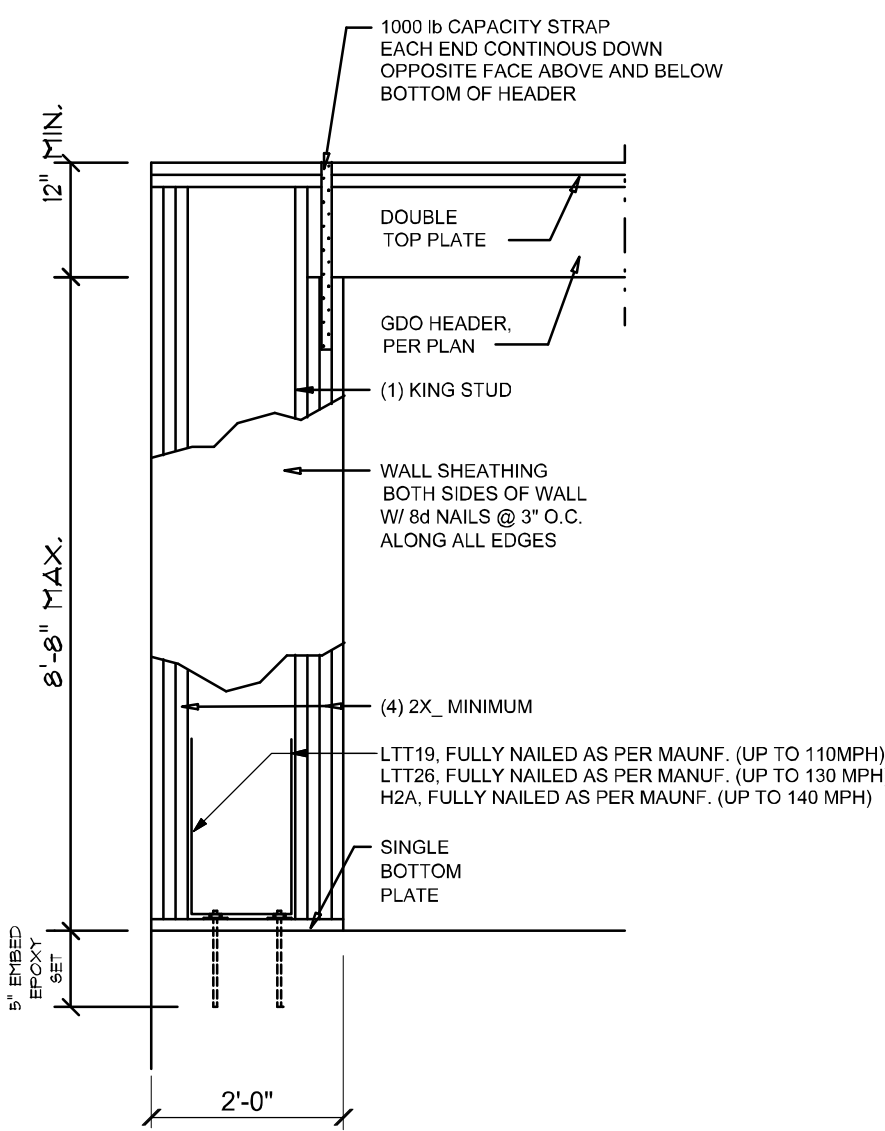 1000 lb CAPACITY STRAP
EACH END CONTINOUS DOWN
OPPOSITE FACE ABOVE AND BELOW
BOTTOM OF HEADER
12" MIN.
DOUBLE
TOP PLATE
GDO HEADER,
PER PLAN
(1) KING STUD
WALL SHEATHING
BOTH SIDES OF WALL
W/ 8d NAILS @ 3" O.C.
ALONG ALL EDGES
8'-8" MAX.
(4) 2X_ MINIMUM
LTT19, FULLY NAILED AS PER MAUNF. (UP TO 110MPH)
LTT26, FULLY NAILED AS PER MANUF. (UP TO 130 MPH
H2A, FULLY NAILED AS PER MAUNF. (UP TO 140 MPH)
SINGLE
BOTTOM
PLATE
5" EMBED
EPOXY
SET
2'-0"